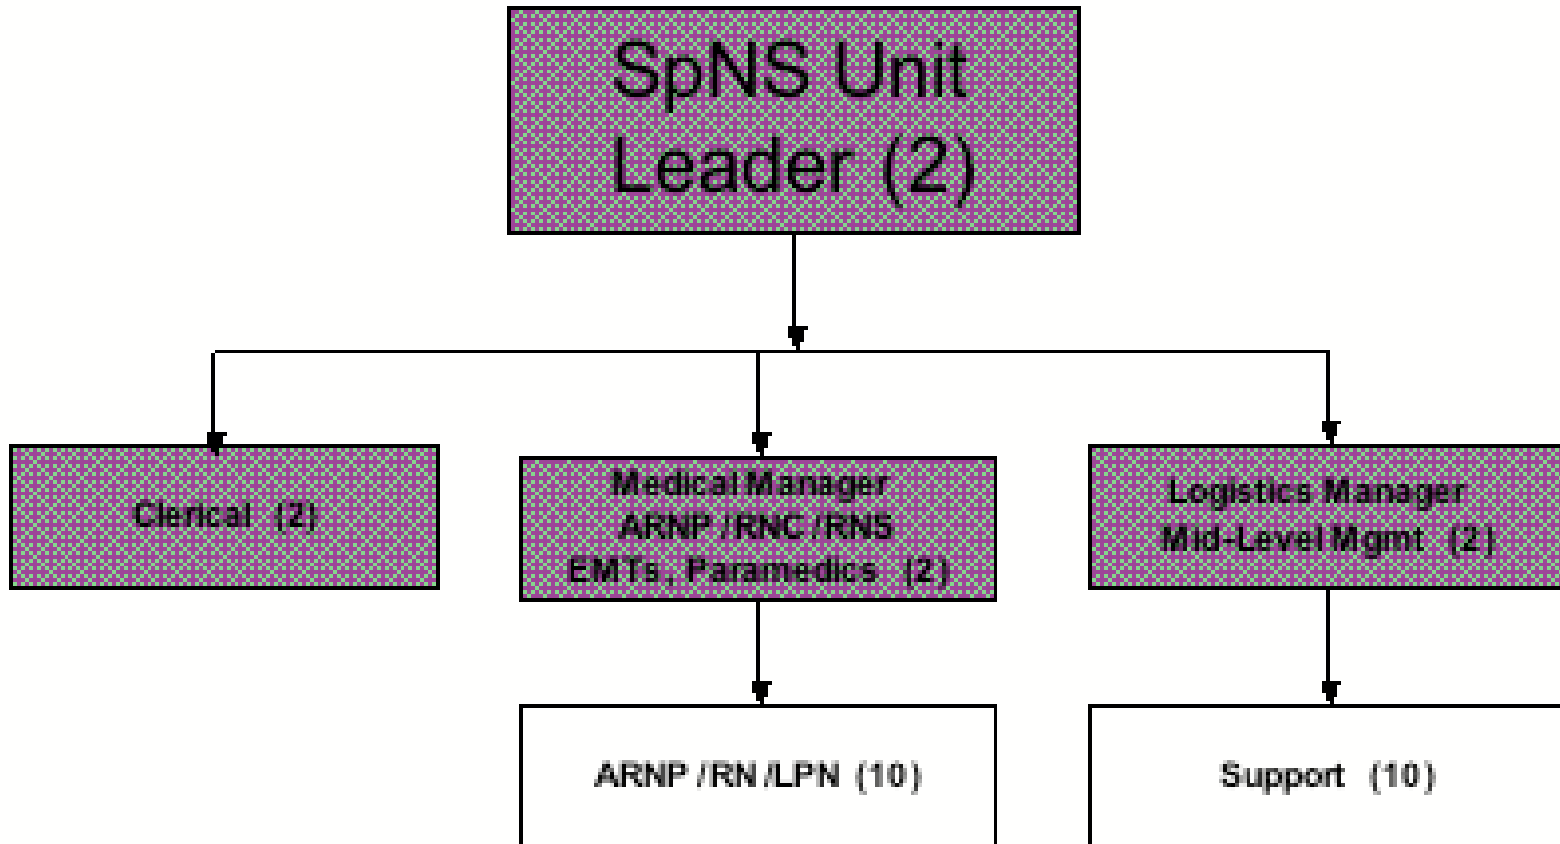 SpNS Unit
Leader (2)
Clerical (2)
Medical Manager
ARNP /RNC /RNS
EMTs, Paramedics (2)
Logistics Manager
Mid-Level Mgmt (2)
ARNP /RN /LPN (10)
Support (10)